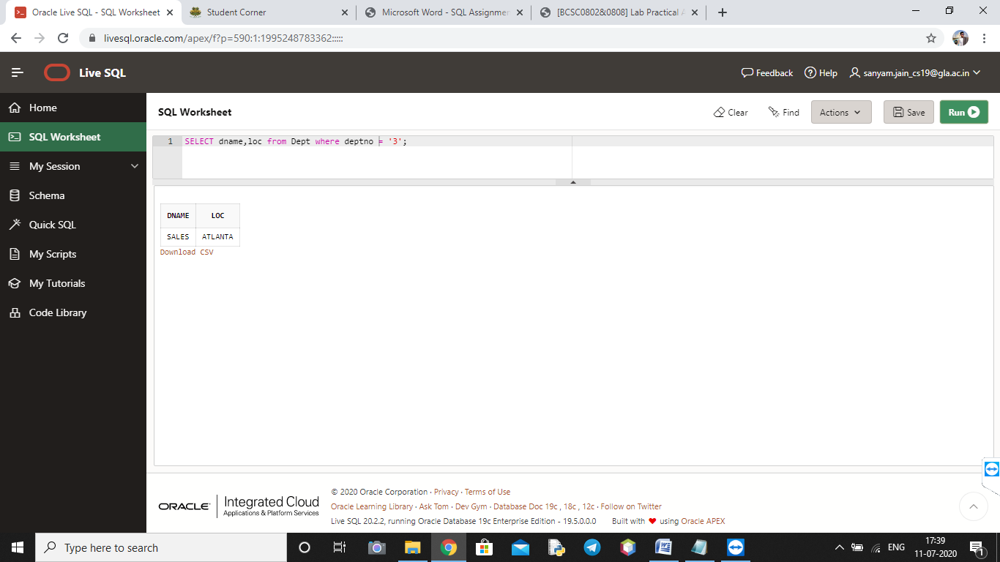 Oracle Live SQL - SQL Worksheet
Student Corner
Microsoft Word - SQL Assignmen
[BCSC0802&0808] Lab Practical A
livesql.oracle.com/apex/f?p=590:1:1995248783362:::::
Live SQL
Feedback
Help
sanyam.jain_cs19@gla.ac.in
Home
SQL Worksheet
My Session
Schema
Quick SQL
My Scripts
My Tutorials
Code Library
SQL Worksheet
Clear
Find
Actions
Save
Run
1 SELECT dname,loc from Dept where deptno = '3';
DNAME LOC
SALES ATLANTA
Download CSV
ORACLE Integrated Cloud
Applications & Platform Services
© 2020 Oracle Corporation · Privacy · Terms of Use
Oracle Learning Library · Ask Tom · Dev Gym · Database Doc 19c , 18c , 12c · Follow on Twitter
Live SQL 20.2.2, running Oracle Database 19c Enterprise Edition - 19.5.0.0.0 Built with ❤ using Oracle APEX
Type here to search
ENG
17:39
11-07-2020
1